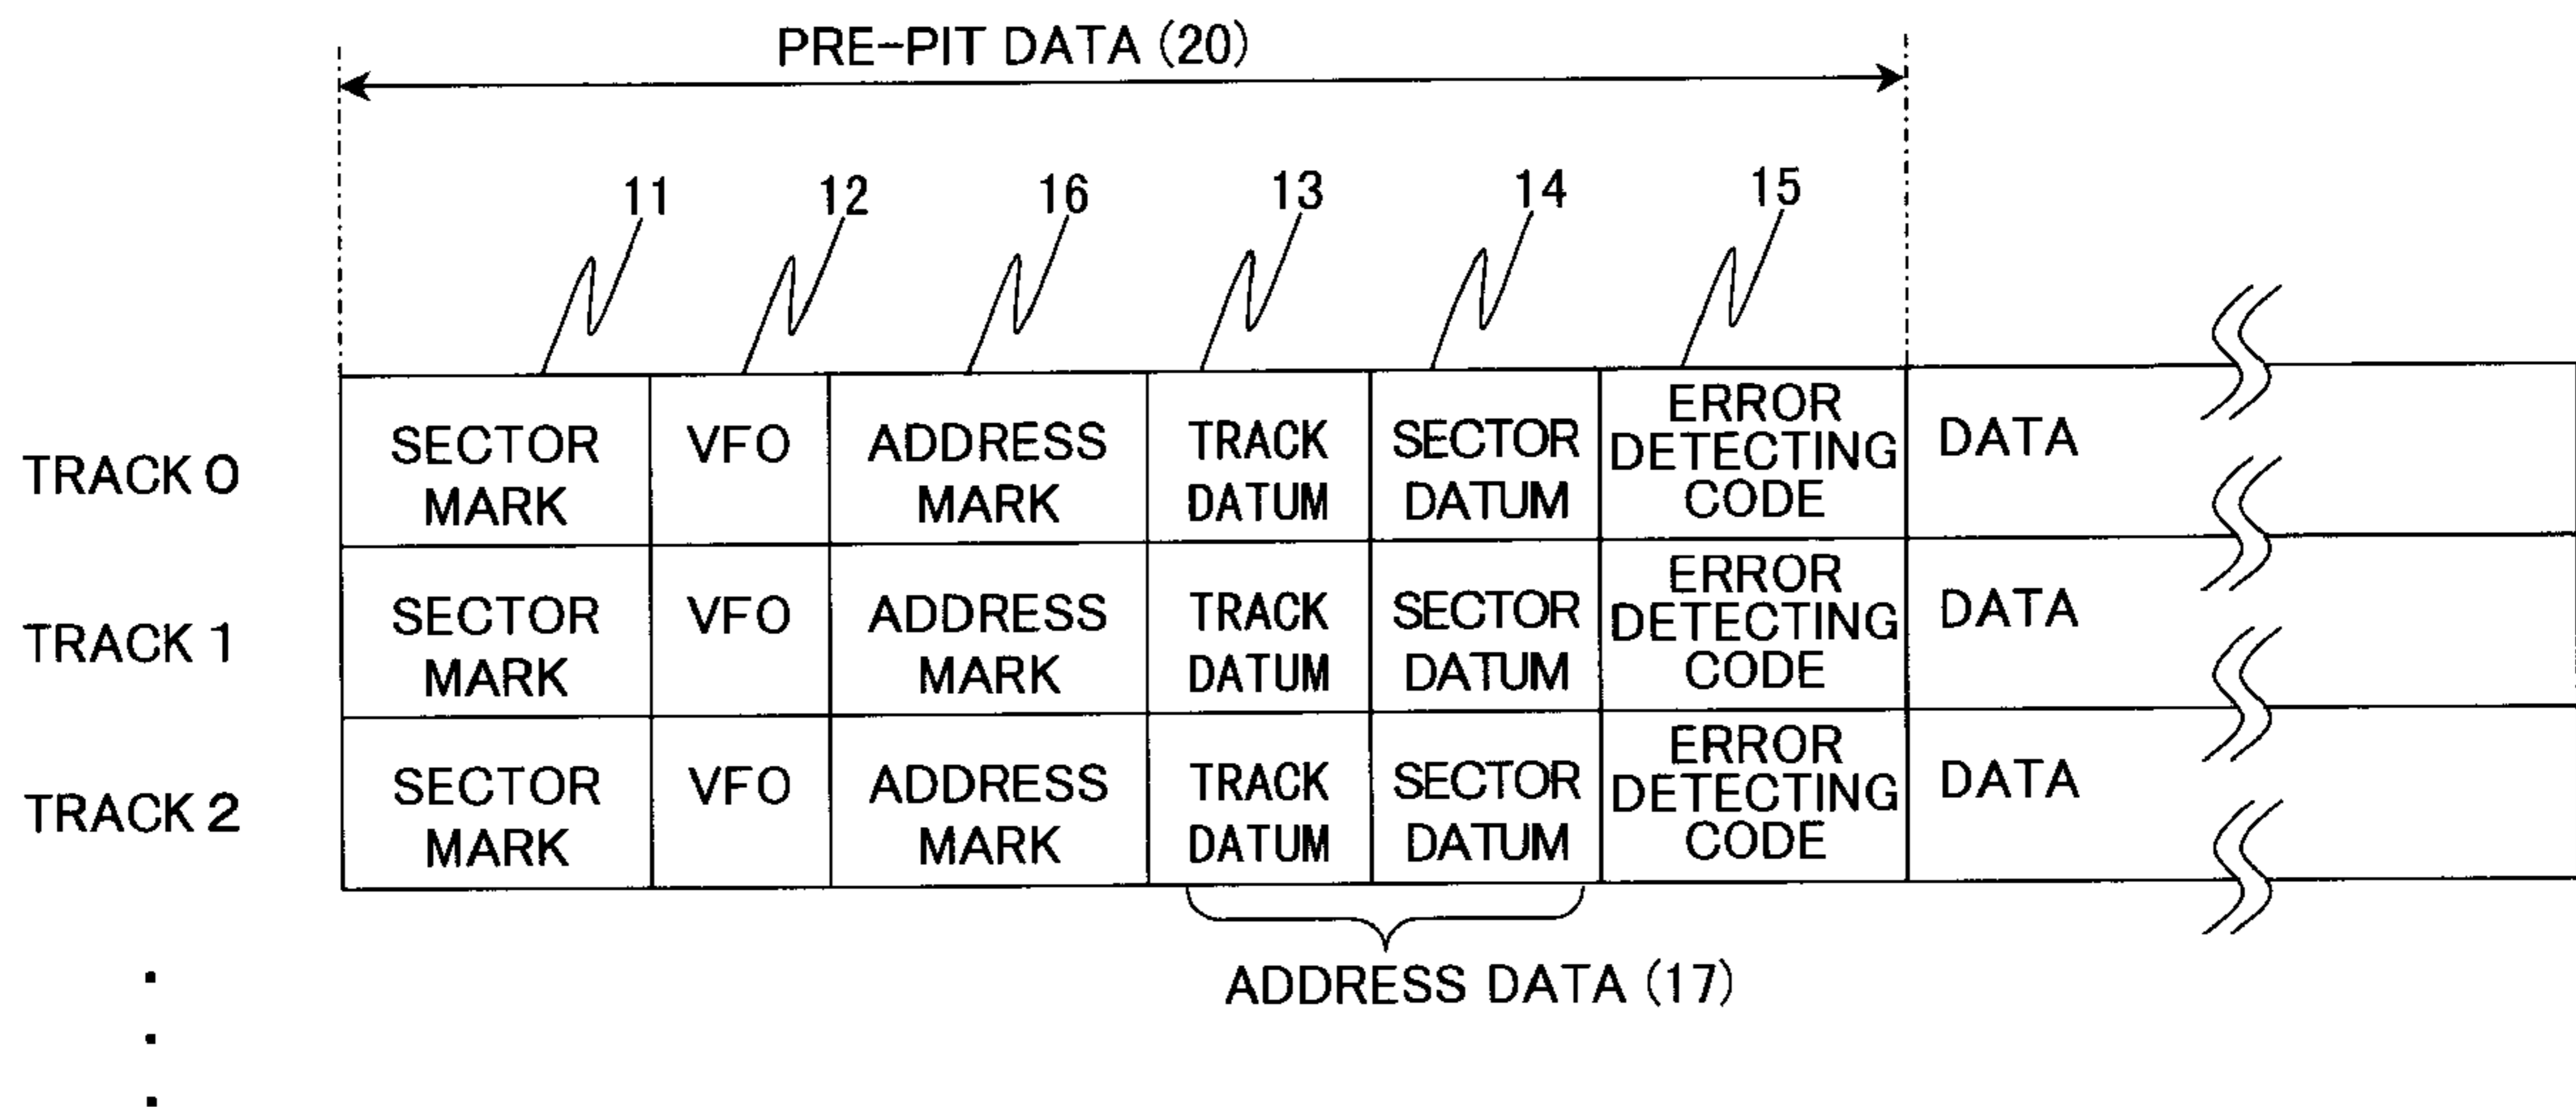 PRE-PIT DATA (20)
11 12 16 13 14 15
TRACK 0 SECTOR MARK VFO ADDRESS MARK TRACK DATUM SECTOR DATUM ERROR DETECTING CODE DATA
TRACK 1 SECTOR MARK VFO ADDRESS MARK TRACK DATUM SECTOR DATUM ERROR DETECTING CODE DATA
TRACK 2 SECTOR MARK VFO ADDRESS MARK TRACK DATUM SECTOR DATUM ERROR DETECTING CODE DATA
ADDRESS DATA (17)
.
.
.